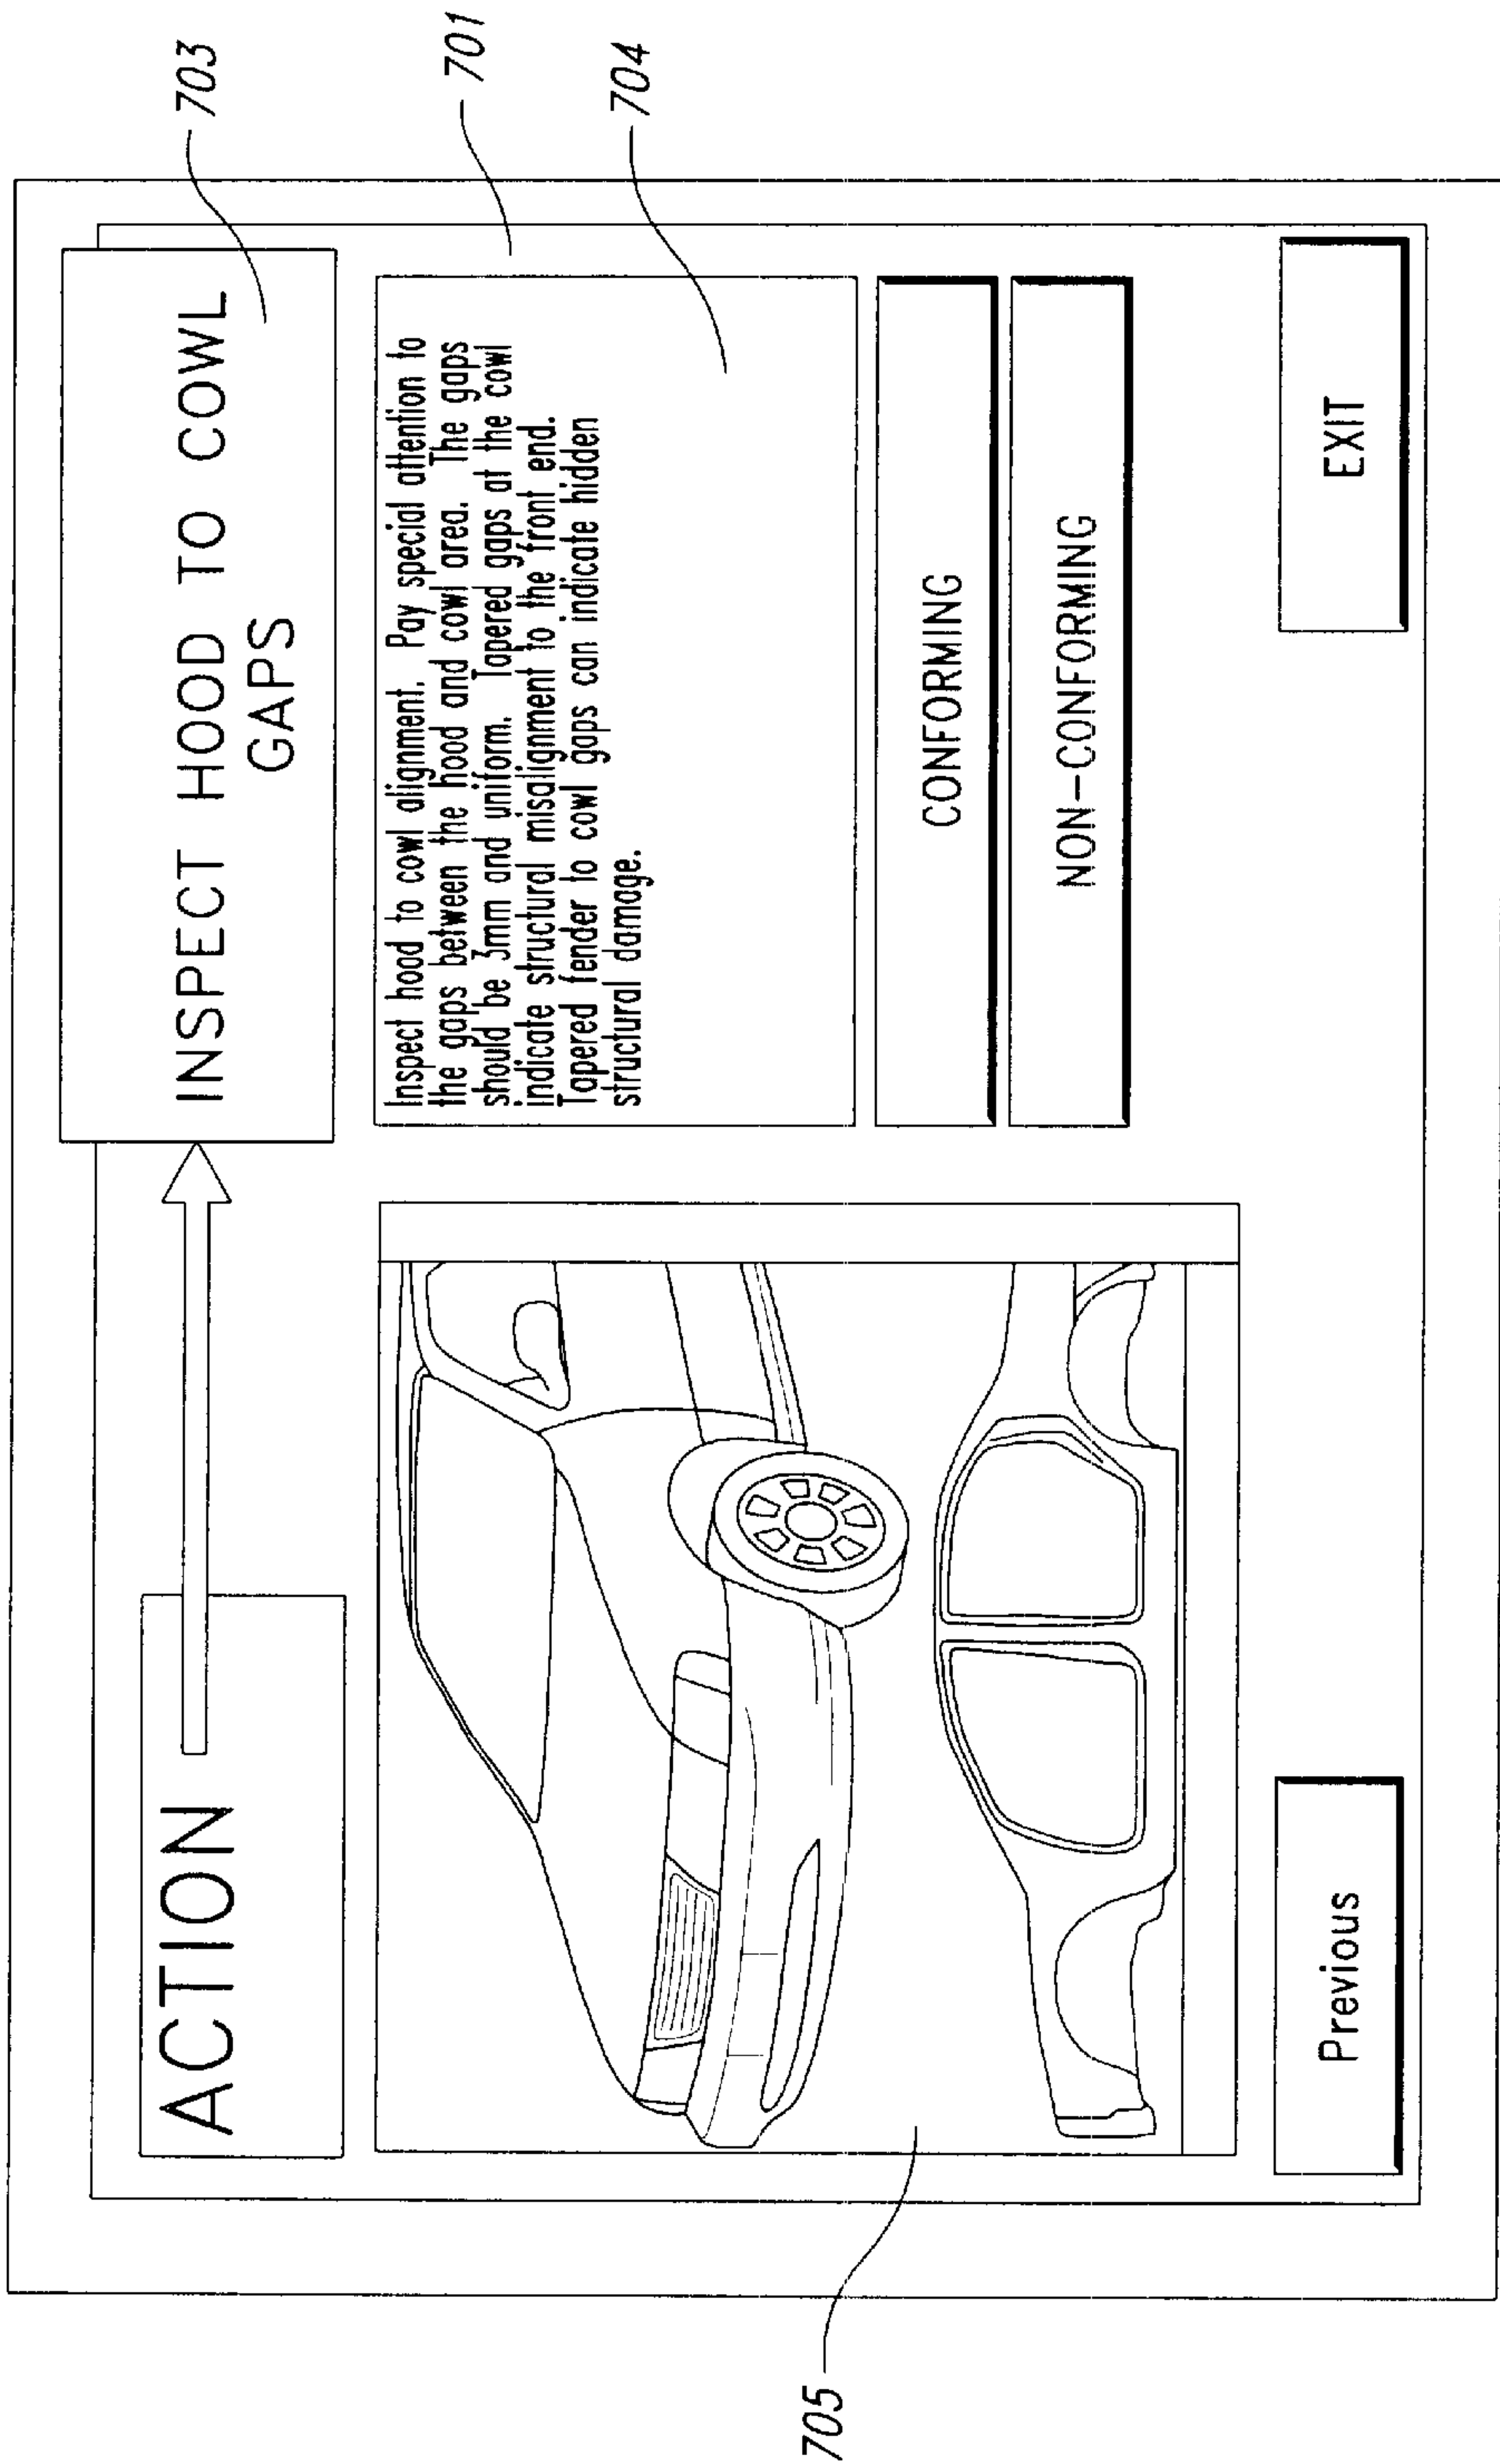 ACTION
INSPECT HOOD TO COWL
GAPS
703
701
Inspect hood to cowl alignment. Pay special attention to
the gaps between the hood and cowl area. The gaps
should be 3mm and uniform. Tapered gaps at the cowl
indicate structural misalignment to the front end.
Tapered fender to cowl gaps can indicate hidden
structural damage.
704
705
CONFORMING
NON-CONFORMING
Previous
EXIT